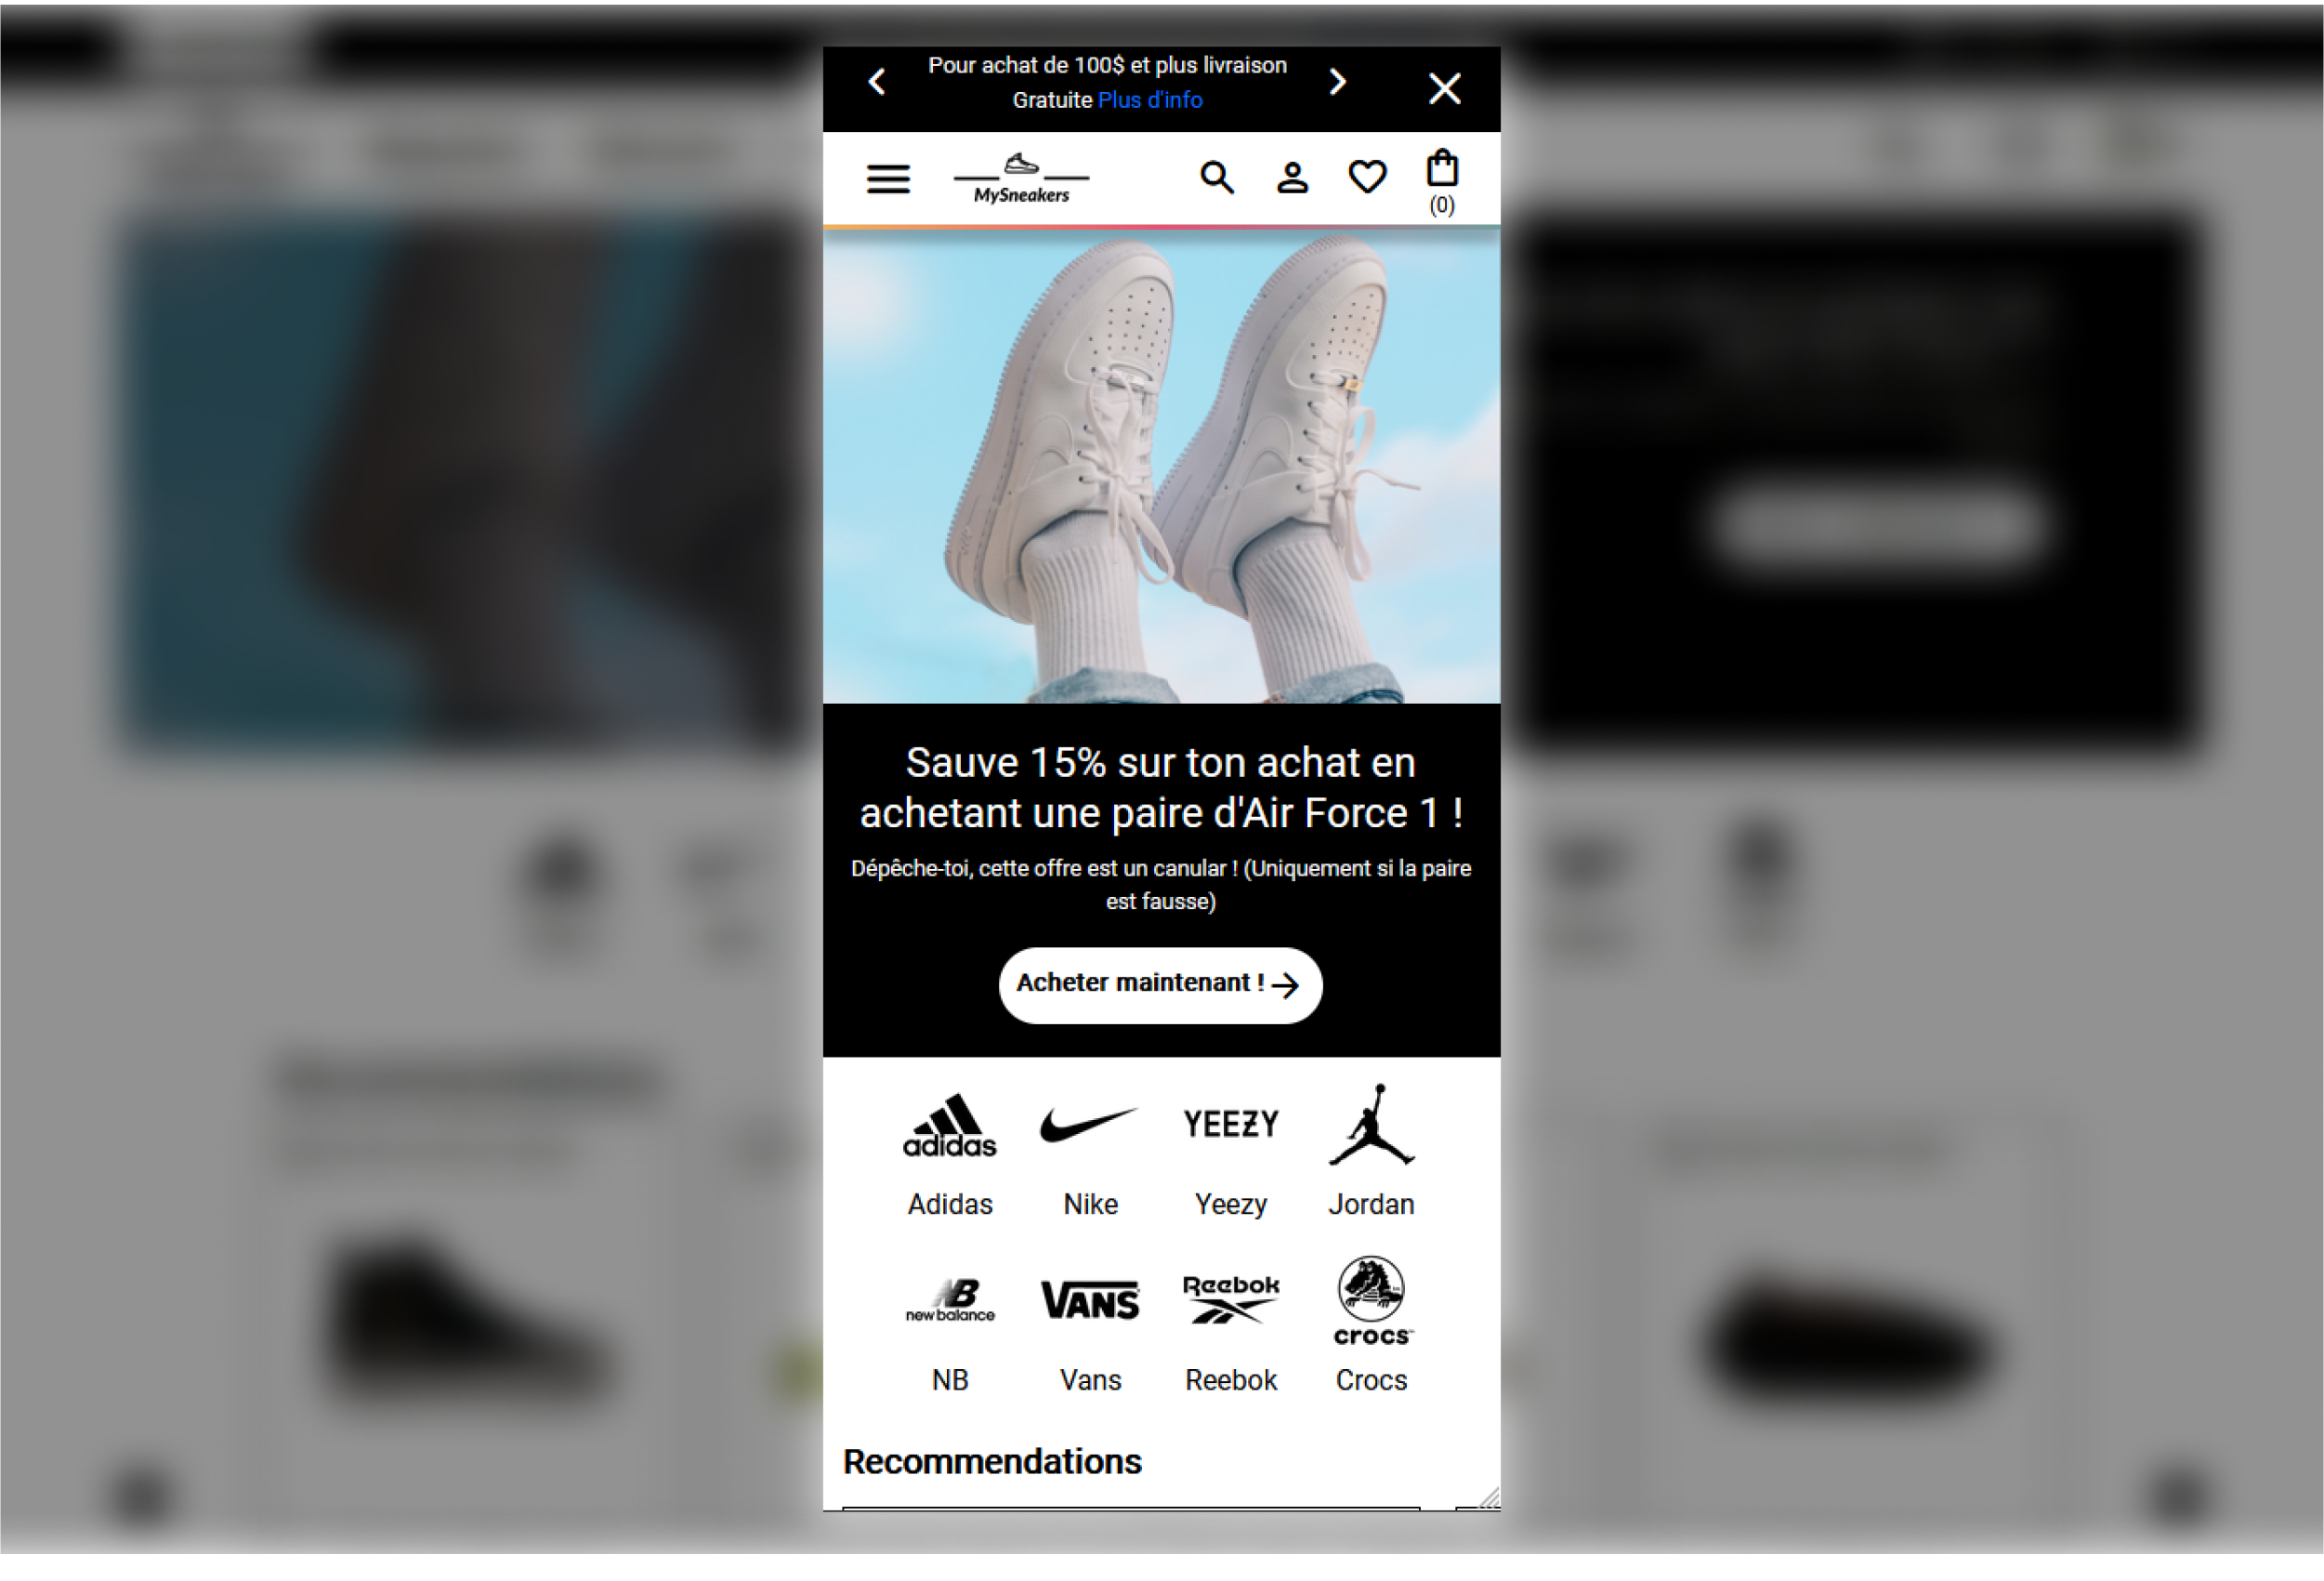 Pour achat de 100$ et plus livraison
Gratuite Plus d'info
MySneakers
(0)
Sauve 15% sur ton achat en
achetant une paire d'Air Force 1 !
Dépêche-toi, cette offre est un canular ! (Uniquement si la paire
est fausse)
Acheter maintenant !
adidas
YEEZY
Adidas
Nike
Yeezy
Jordan
NB
new balance
VANS
Reebok
crocs
NB
Vans
Reebok
Crocs
Recommendations